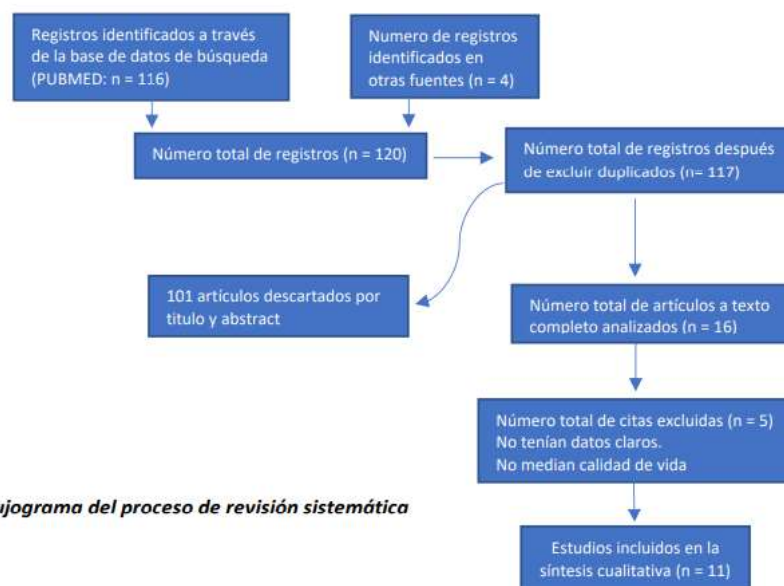 Registros identificados a través
de la base de datos de búsqueda
(PUBMED: n = 116)
Numero de registros
identificados en
otras fuentes (n = 4)
Número total de registros (n = 120)
Número total de registros después
de excluir duplicados (n= 117)
101 artículos descartados por
titulo y abstract
Número total de artículos a texto
completo analizados (n = 16)
Número total de citas excluidas (n = 5)
No tenían datos claros.
No median calidad de vida
ujograma del proceso de revisión sistemática
Estudios incluidos en la
síntesis cualitativa (n = 11)